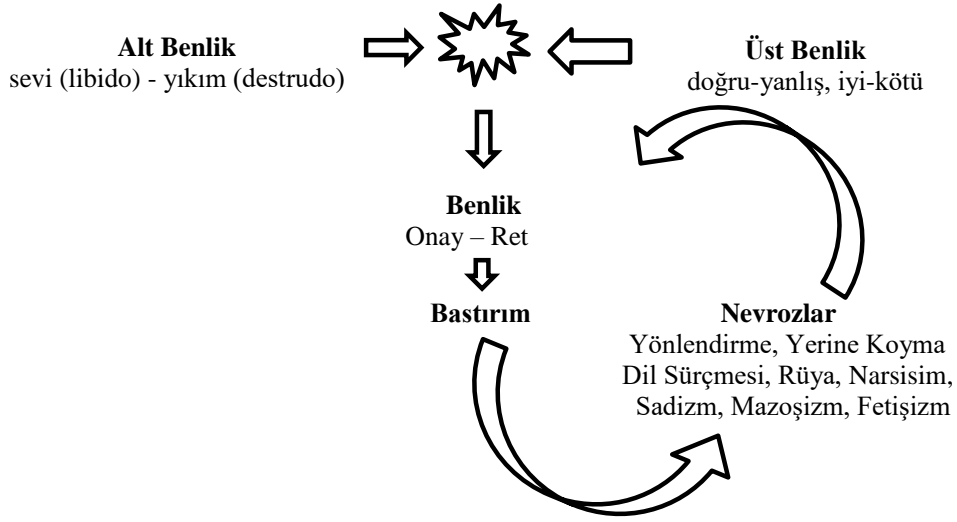 Alt Benlik
sevi (libido) - yıkım (destrudo)
Üst Benlik
doğru-yanlış, iyi-kötü
Benlik
Onay – Ret
Bastırım
Nevrozlar
Yönlendirme, Yerine Koyma
Dil Sürçmesi, Rüya, Narsisim,
Sadizm, Mazoşizm, Fetişizm